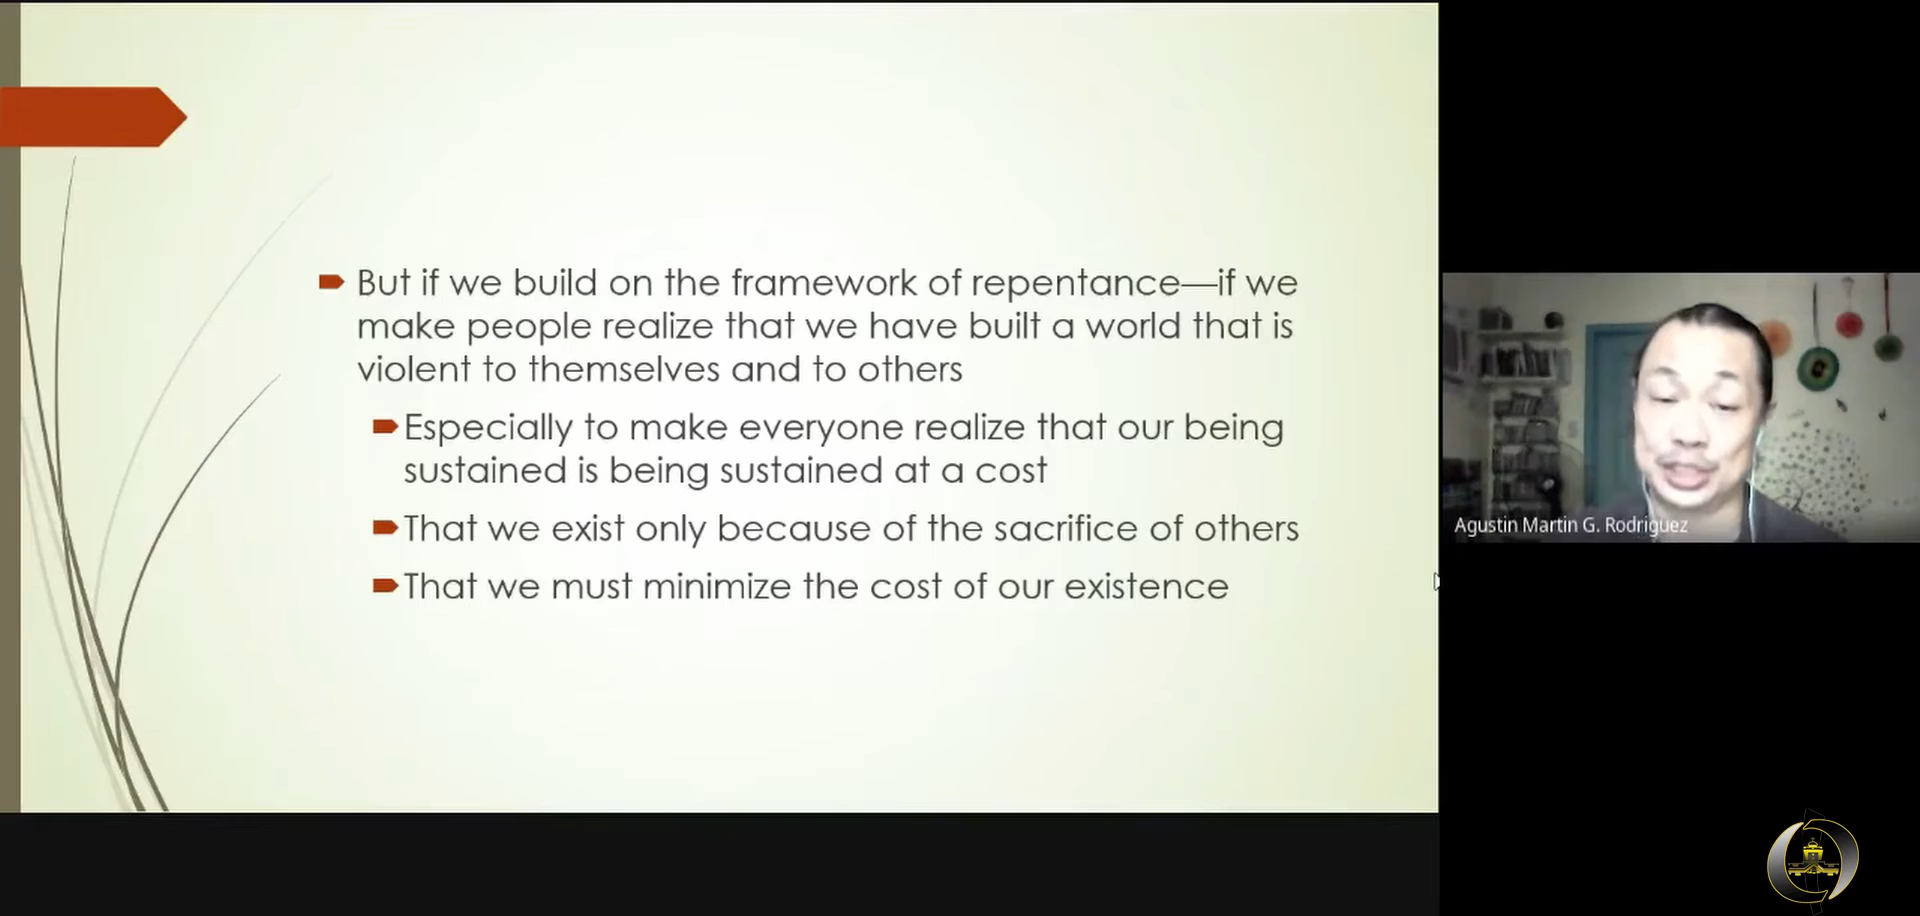 But if we build on the framework of repentance—if we
make people realize that we have built a world that is
violent to themselves and to others
Especially to make everyone realize that our being
sustained is being sustained at a cost
That we exist only because of the sacrifice of others
That we must minimize the cost of our existence
Agustin Martin G. Rodriguez